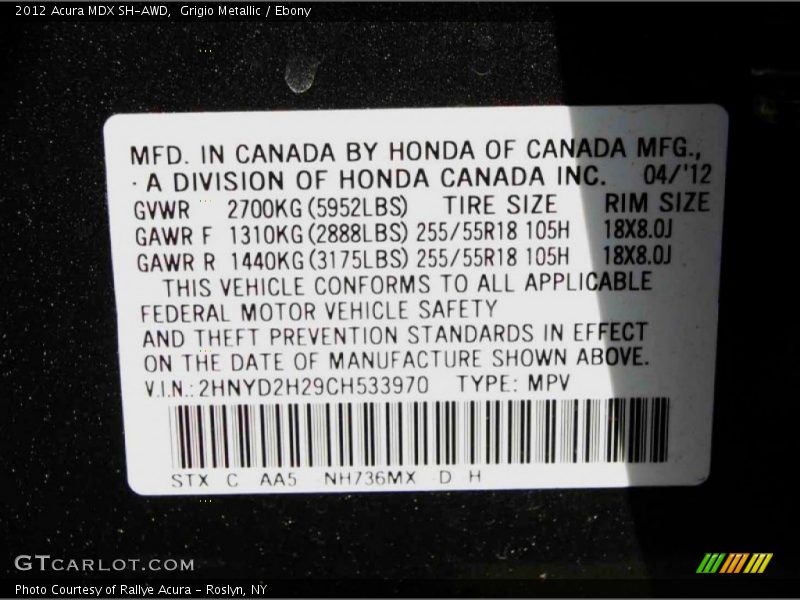 2012 Acura MDX SH-AWD,  Grigio Metallic / Ebony
MFD. IN CANADA BY HONDA OF CANADA MFG.,
A DIVISION OF HONDA CANADA INC. 04/'12
GVWR 2700KG (5952LBS) TIRE SIZE RIM SIZE
GAWR F 1310KG (2888LBS) 255/55R18 105H 18X8.0J
GAWR R 1440KG (3175LBS) 255/55R18 105H 18X8.0J
THIS VEHICLE CONFORMS TO ALL APPLICABLE
FEDERAL MOTOR VEHICLE SAFETY
AND THEFT PREVENTION STANDARDS IN EFFECT
ON THE DATE OF MANUFACTURE SHOWN ABOVE.
V.I.N.: 2HNYD2H29CH533970 TYPE: MPV
STX C AA5 NH736MX D H
GTCARLOT.COM
Photo Courtesy of Rallye Acura - Roslyn, NY